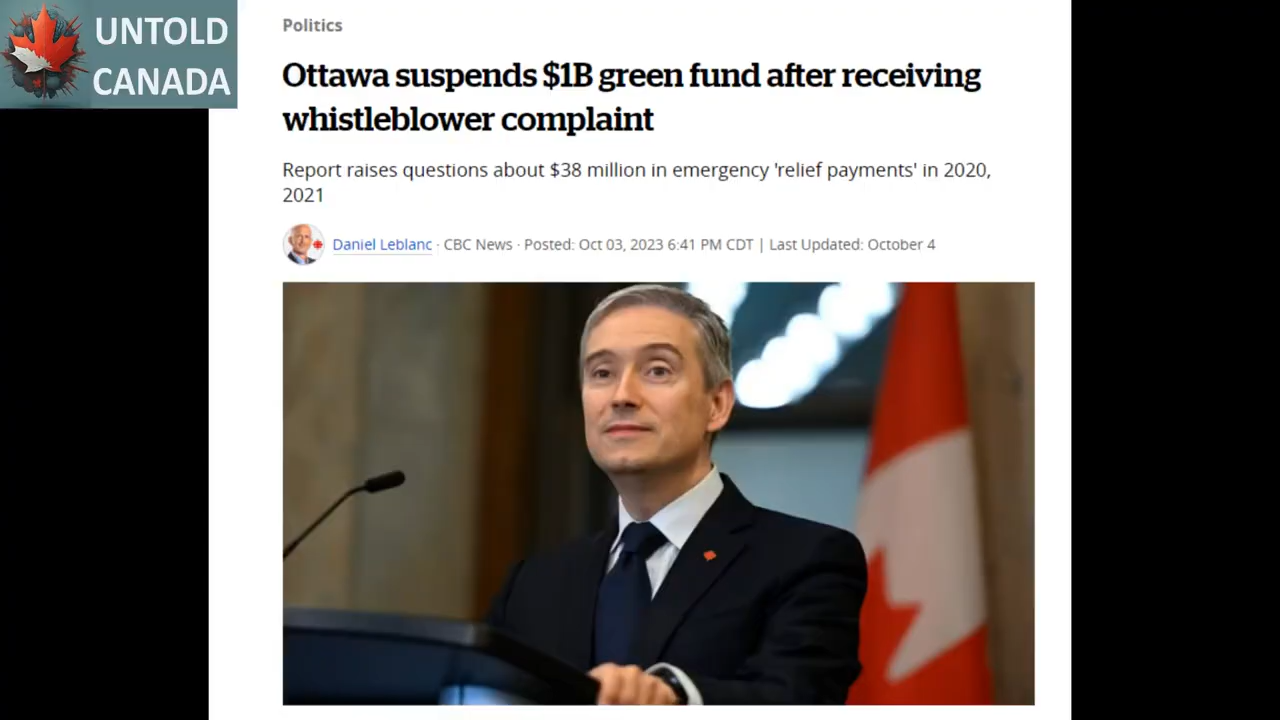 UNTOLD
CANADA
Politics
Ottawa suspends $1B green fund after receiving
whistleblower complaint
Report raises questions about $38 million in emergency 'relief payments' in 2020,
2021
Daniel Leblanc · CBC News · Posted: Oct 03, 2023 6:41 PM CDT | Last Updated: October 4